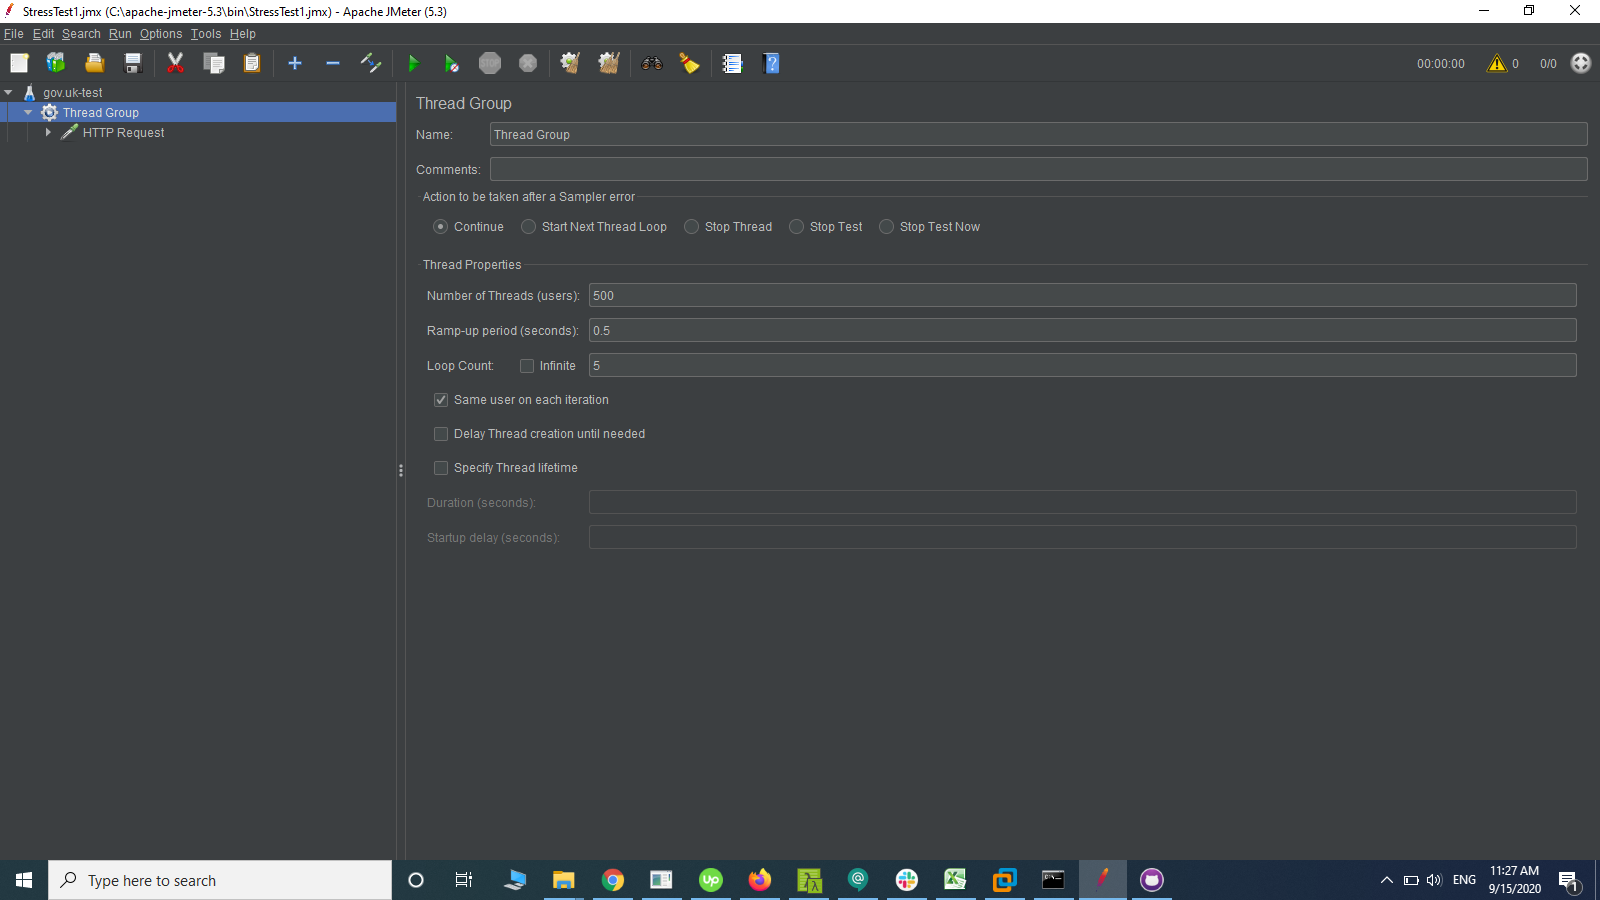 StressTest1.jmx (C:\apache-jmeter-5.3\bin\StressTest1.jmx) - Apache JMeter (5.3)
File Edit Search Run Options Tools Help
STOP 00:00:00 0 0/0
gov.uk-test
Thread Group
HTTP Request
Thread Group
Name: Thread Group
Comments:
Action to be taken after a Sampler error
Continue Start Next Thread Loop Stop Thread Stop Test Stop Test Now
Thread Properties
Number of Threads (users): 500
Ramp-up period (seconds): 0.5
Loop Count: Infinite 5
Same user on each iteration
Delay Thread creation until needed
Specify Thread lifetime
Duration (seconds):
Startup delay (seconds):
Type here to search
up
λ
@
ENG
11:27 AM
9/15/2020
1